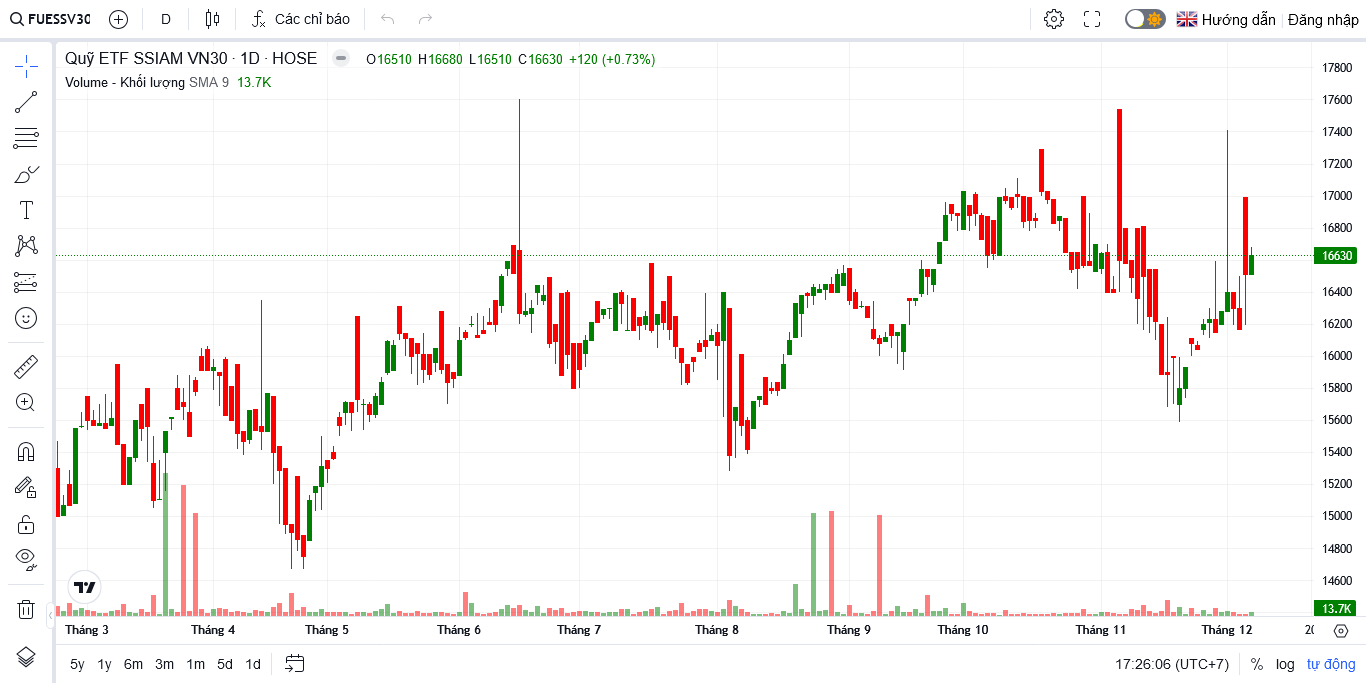 FUESSV30 D Các chỉ báo Hướng dẫn Đăng nhập
Quỹ ETF SSIAM VN30 · 1D · HOSE O16510 H16680 L16510 C16630 +120 (+0.73%)
Volume - Khối lượng SMA 9 13.7K
17800
17600
17400
17200
17000
16800
16630
16400
16200
16000
15800
15600
15400
15200
15000
14800
14600
13.7K
Tháng 3 Tháng 4 Tháng 5 Tháng 6 Tháng 7 Tháng 8 Tháng 9 Tháng 10 Tháng 11 Tháng 12
5y 1y 6m 3m 1m 5d 1d 17:26:06 (UTC+7) % log tự động